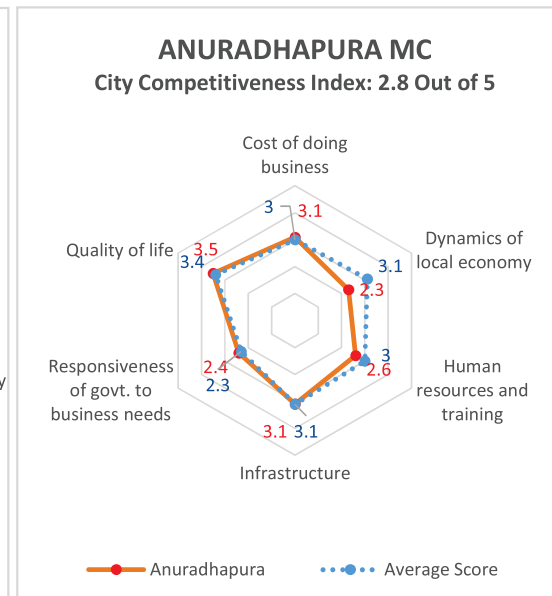 ANURADHAPURA MC
City Competitiveness Index: 2.8 Out of 5
Cost of doing
business
3
3.1
Quality of life
3.5
3.4
Dynamics of
local economy
3.1
2.3
Responsiveness
of govt. to
business needs
2.4
2.3
Human
resources and
training
3
2.6
3.1 3.1
Infrastructure
y
Anuradhapura
Average Score